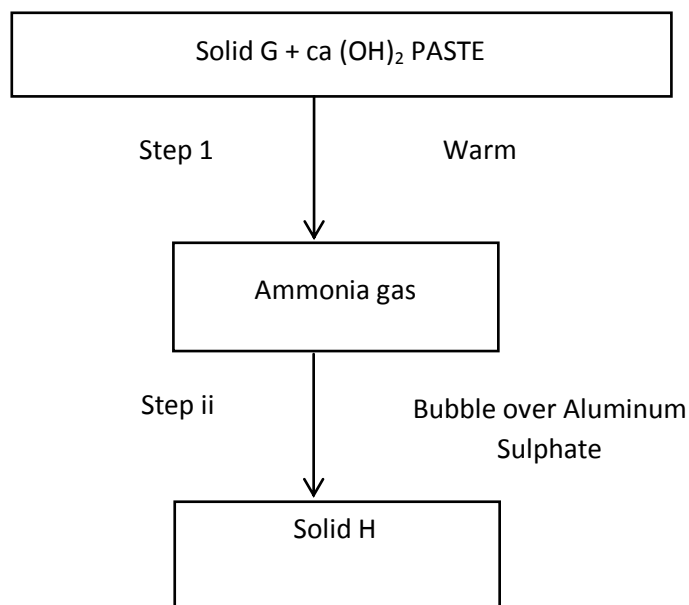 Solid G + ca (OH)₂ PASTE
Step 1
Warm
Ammonia gas
Step ii
Bubble over Aluminum
Sulphate
Solid H